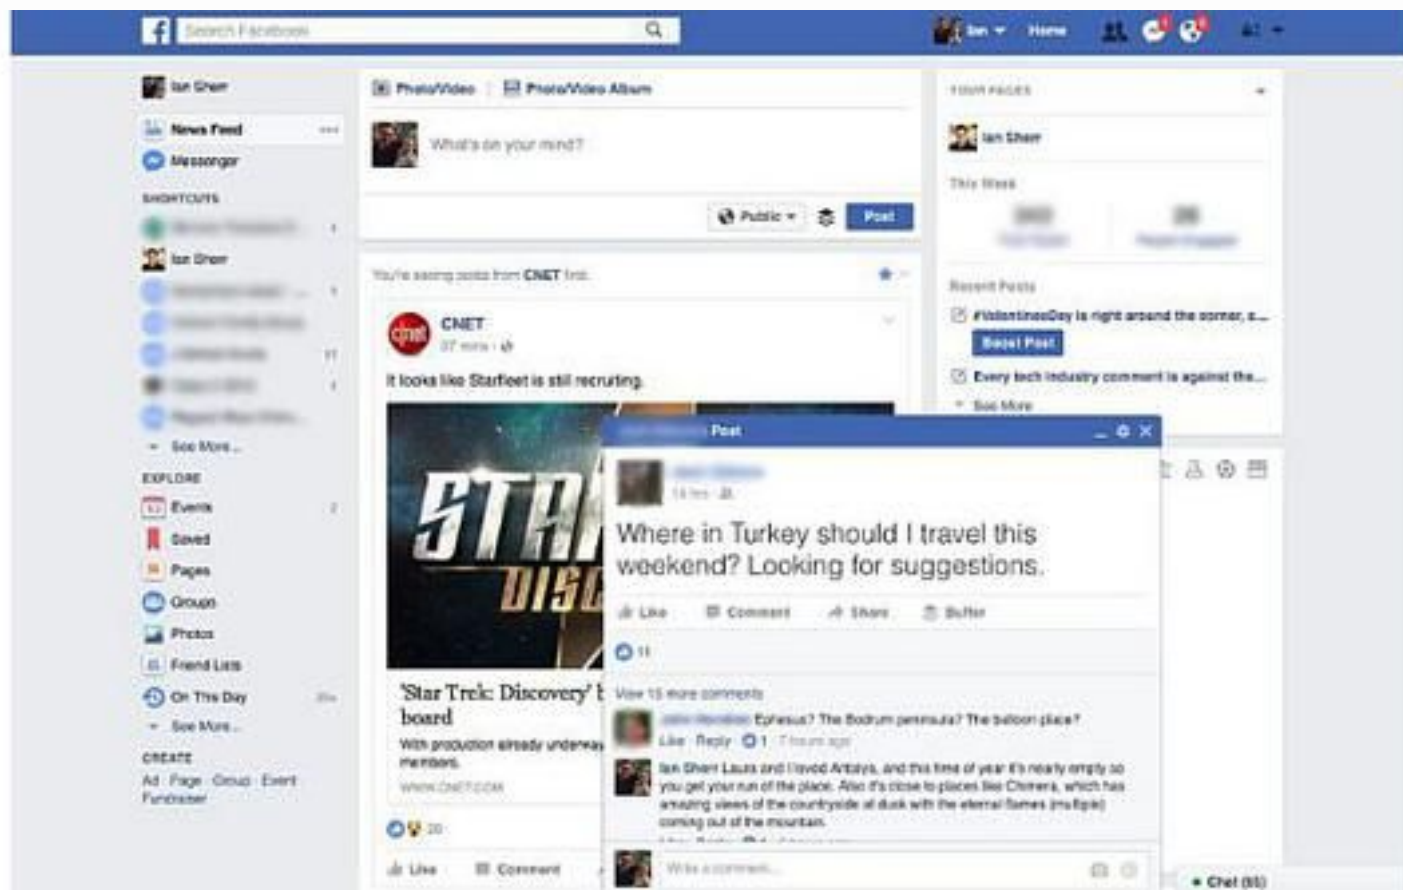 Search Facebook
Ian
Home
Ian Sherr
News Feed
Messenger
SHORTCUTS
Ian Sherr
See More...
EXPLORE
Events
2
Saved
Pages
Groups
Photos
Friend Lists
On This Day
See More...
CREATE
Ad Page Group Event
Fundraiser
Photo/Video
Photo/Video Album
What's on your mind?
Public
Post
You're seeing posts from CNET first.
cnet
CNET
37 mins
It looks like Starfleet is still recruiting.
'Star Trek: Discovery' b
board
With production already underway
members.
WWW.CNET.COM
20
Like
Comment
YOUR PAGES
Ian Sherr
This Week
Recent Posts
#ValentinesDay is right around the corner, s...
Boost Post
Every tech industry comment is against the...
See More
Post
Where in Turkey should I travel this
weekend? Looking for suggestions.
Like
Comment
Share
Buffer
View 15 more comments
Ephesus? The Bodrum peninsula? The balloon place?
Like Reply 1 7 hours ago
Ian Sherr Laura and I loved Antalya, and this time of year it's nearly empty so
you get your run of the place. Also it's close to places like Chimera, which has
amazing views of the countryside at dusk with the eternal flames (multiple)
coming out of the mountain.
Write a comment...
Chat (55)